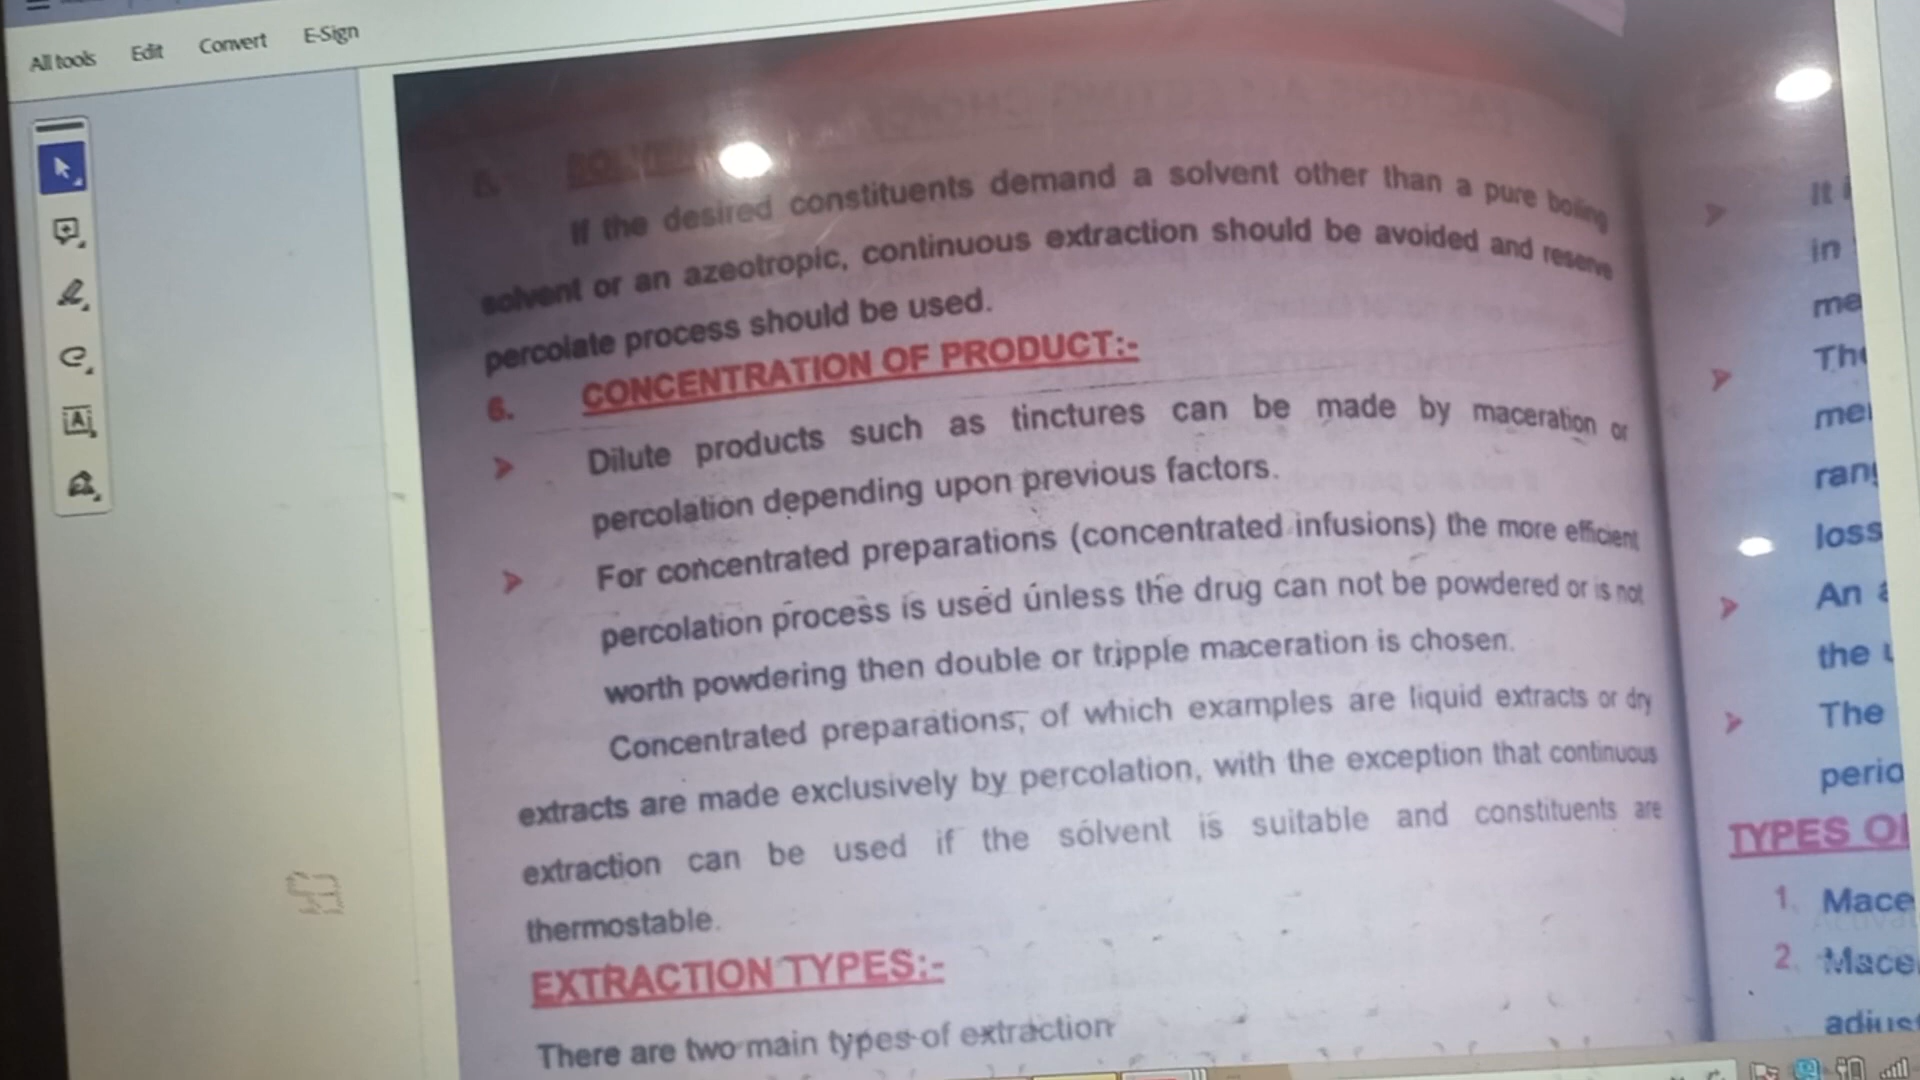 All tools Edit Convert E-Sign
If the desired constituents demand a solvent other than a pure boiling
solvent or an azeotropic, continuous extraction should be avoided and reserve
percolate process should be used.
6. CONCENTRATION OF PRODUCT:-
Dilute products such as tinctures can be made by maceration or
percolation depending upon previous factors.
For concentrated preparations (concentrated infusions) the more efficient
percolation process is used unless the drug can not be powdered or is not
worth powdering then double or tripple maceration is chosen.
Concentrated preparations, of which examples are liquid extracts or dry
extracts are made exclusively by percolation, with the exception that continuous
extraction can be used if the solvent is suitable and constituents are
thermostable.
EXTRACTION TYPES:-
There are two main types of extraction
It
in
me
The
me
loss
An
the
The
TYPES
1. Mace
2. Mace